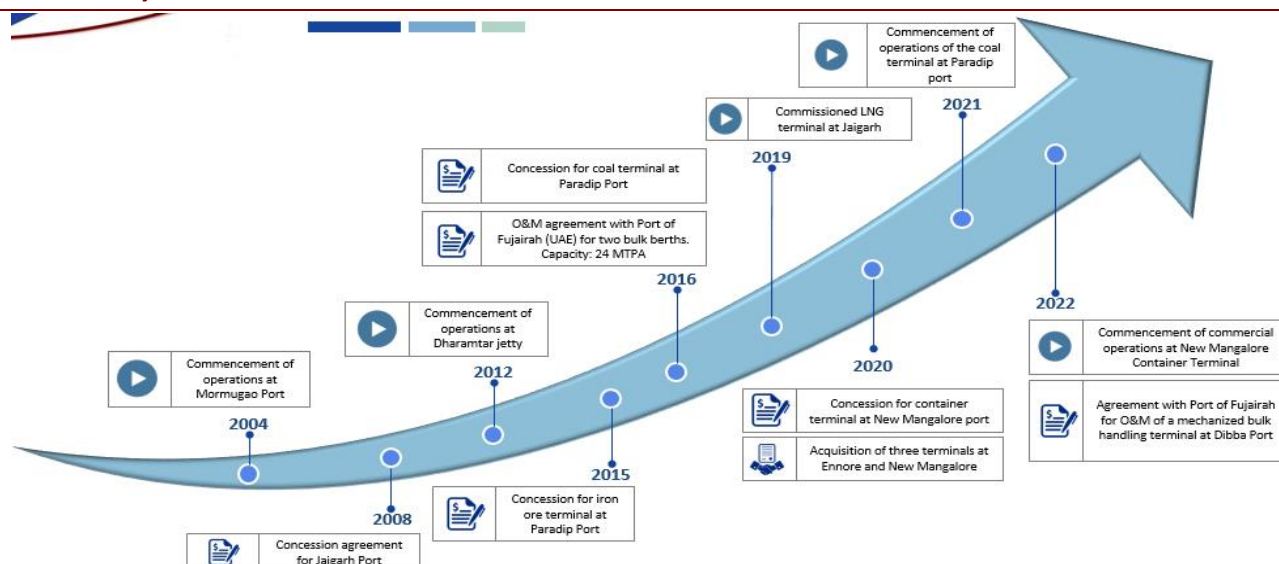 Commencement of
operations at
Mormugao Port
2004
Concession agreement
for Jaigarh Port
2008
Commencement of
operations at
Dharamtar jetty
2012
Concession for iron
ore terminal at
Paradip Port
2015
Concession for coal terminal at
Paradip Port
O&M agreement with Port of
Fujairah (UAE) for two bulk berths.
Capacity: 24 MTPA
2016
Commissioned LNG
terminal at Jaigarh
2019
2020
Concession for container
terminal at New Mangalore port
Acquisition of three terminals at
Ennore and New Mangalore
Commencement of
operations of the coal
terminal at Paradip
port
2021
2022
Commencement of commercial
operations at New Mangalore
Container Terminal
Agreement with Port of Fujairah
for O&M of a mechanized bulk
handling terminal at Dibba Port